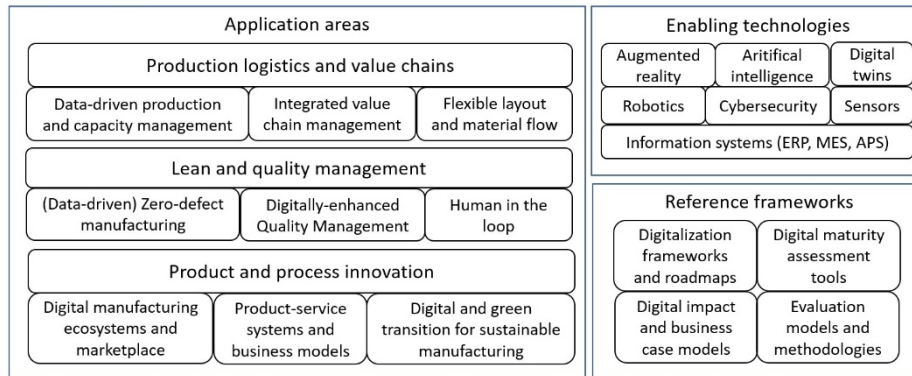 Application areas
Production logistics and value chains
Data-driven production
and capacity management
Integrated value
chain management
Flexible layout
and material flow
Lean and quality management
(Data-driven) Zero-defect
manufacturing
Digitally-enhanced
Quality Management
Human in the
loop
Product and process innovation
Digital manufacturing
ecosystems and
marketplace
Product-service
systems and
business models
Digital and green
transition for sustainable
manufacturing
Enabling technologies
Augmented
reality
Aritifical
intelligence
Digital
twins
Robotics
Cybersecurity
Sensors
Information systems (ERP, MES, APS)
Reference frameworks
Digitalization
frameworks
and roadmaps
Digital maturity
assessment
tools
Digital impact
and business
case models
Evaluation
models and
methodologies